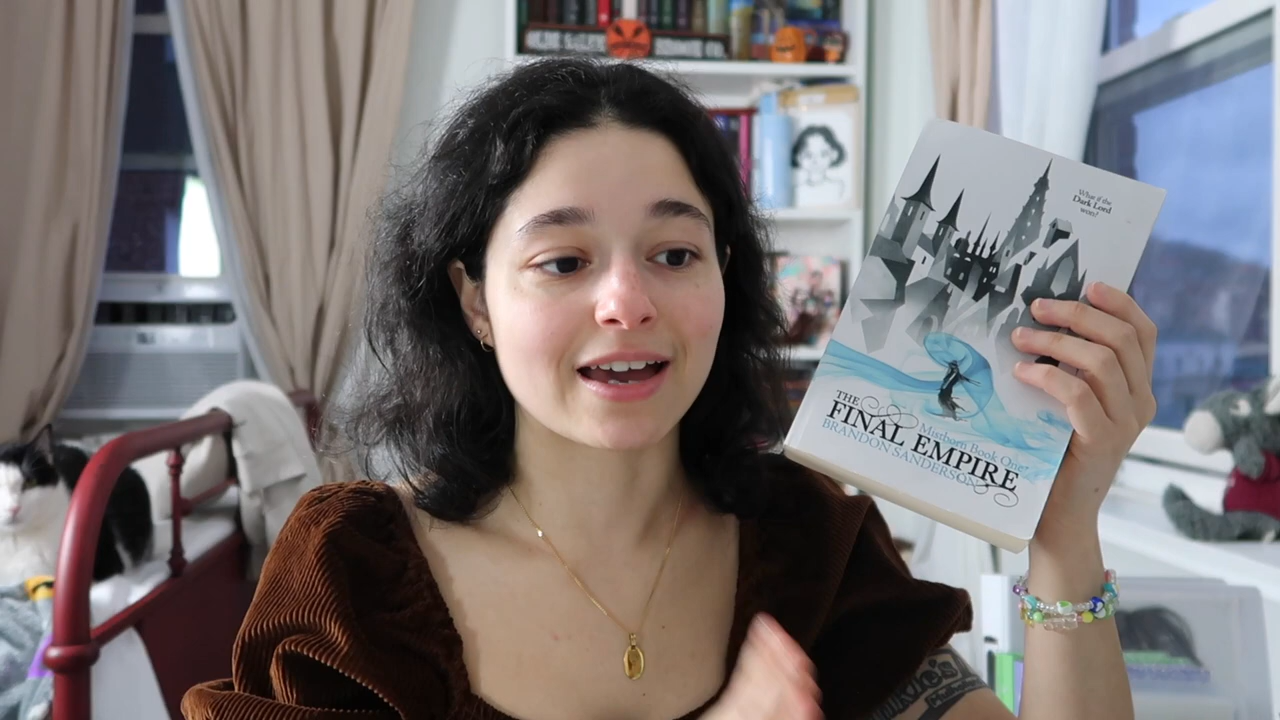 What if the
Dark Lord
won?
THE
FINAL EMPIRE
Mistborn Book One
BRANDON SANDERSON